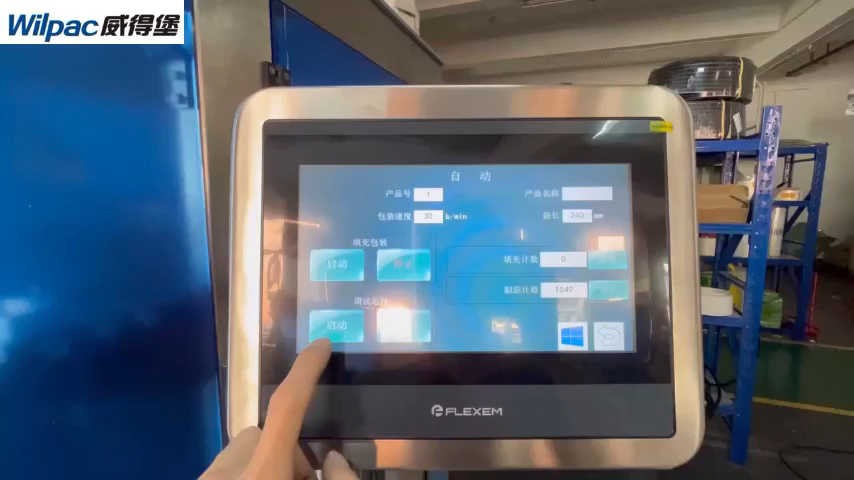 Wilpac威得堡
自 动
产品号 1 产品名称
包装速度 30 b/min 袋长 240 mm
填充包装
启动
填充计数 0
制袋计数 1049
调试运行
启动
FLEXEM